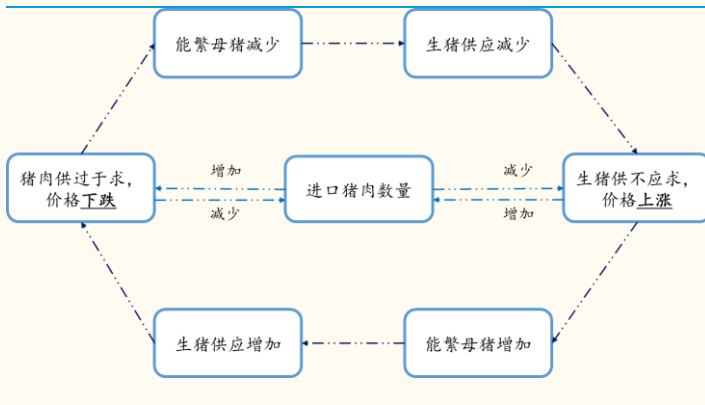 能繁母猪减少
生猪供应减少
猪肉供过于求，
价格下跌
增加
减少
进口猪肉数量
减少
增加
生猪供不应求，
价格上涨
生猪供应增加
能繁母猪增加